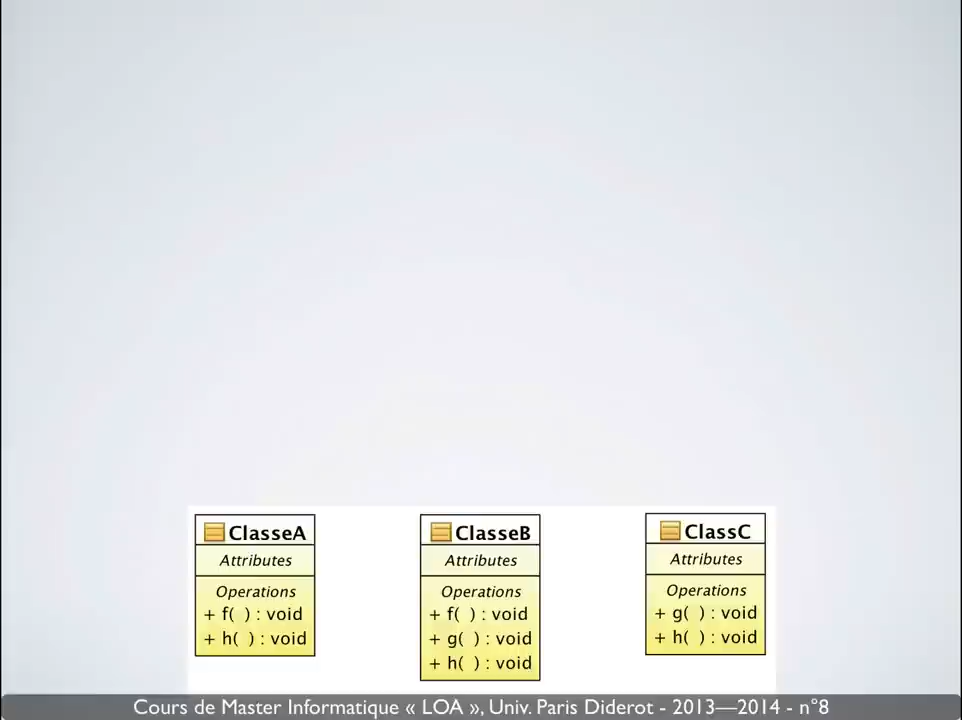 ClasseA
Attributes
Operations
+ f( ) : void
+ h( ) : void
ClasseB
Attributes
Operations
+ f( ) : void
+ g( ) : void
+ h( ) : void
ClassC
Attributes
Operations
+ g( ) : void
+ h( ) : void
Cours de Master Informatique « LOA », Univ. Paris Diderot - 2013—2014 - n°8